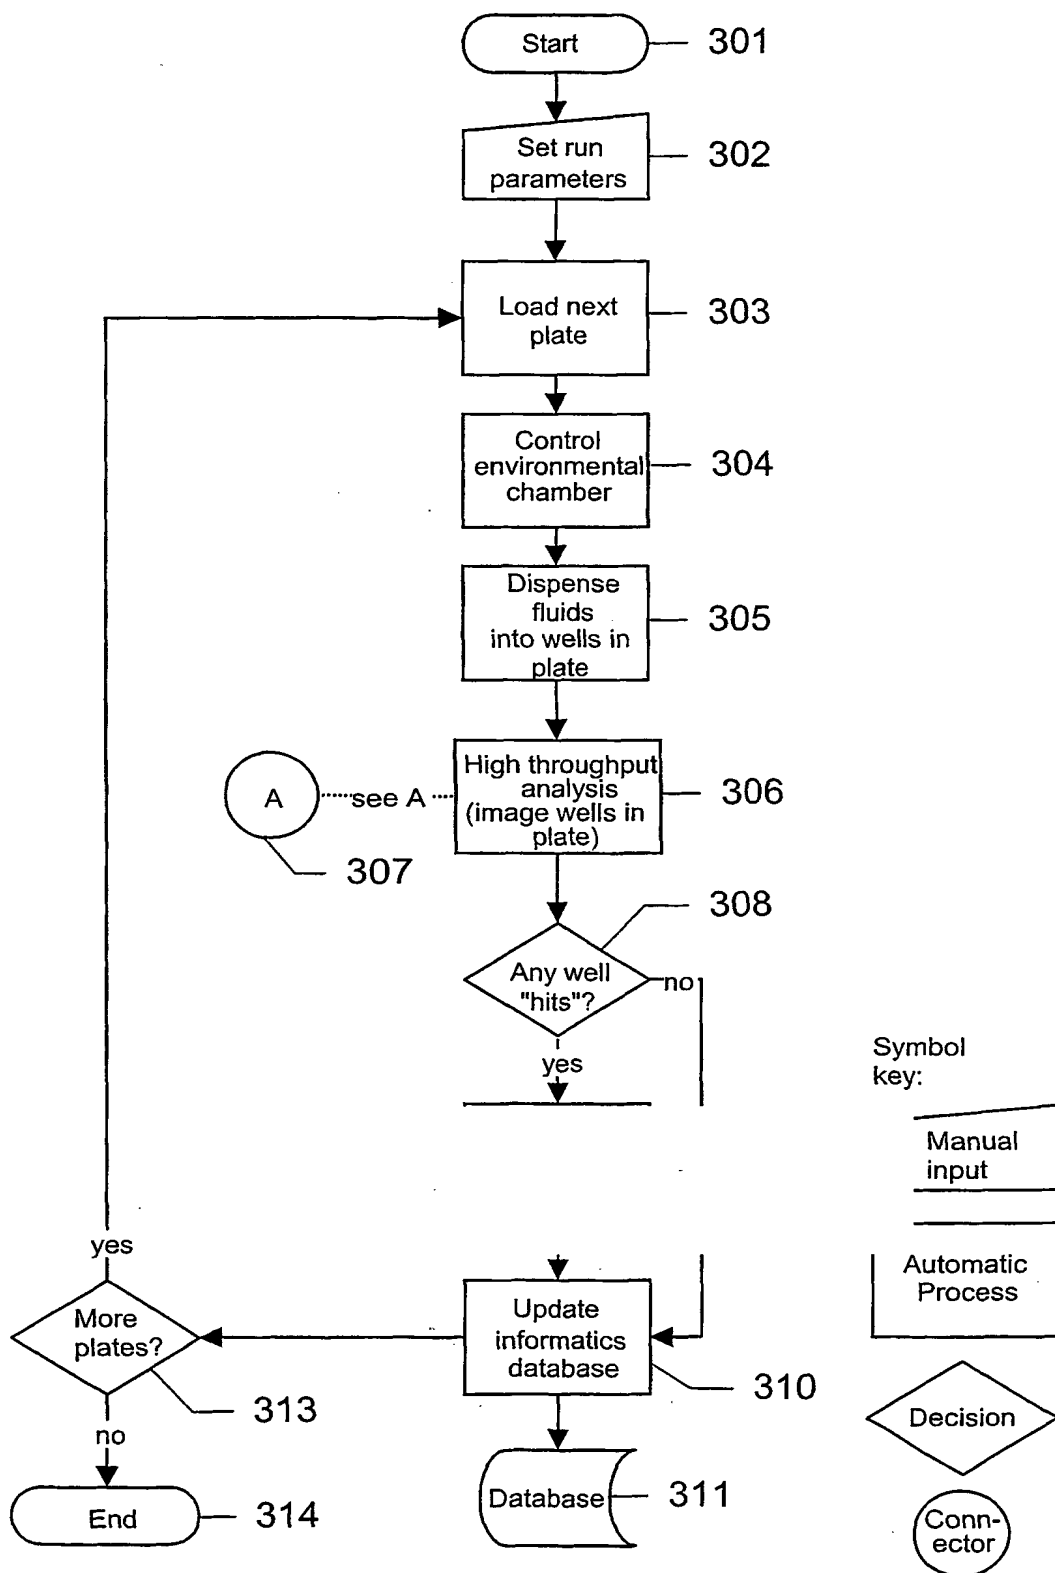 Start
301
Set run
parameters
302
Load next
plate
303
Control
environmental
chamber
304
Dispense
fluids
into wells in
plate
305
High throughput
analysis
(image wells in
plate)
306
A
see A
307
308
Any well
"hits"?
no
yes
Symbol
key:
Manual
input
Automatic
Process
Decision
Conn-
ector
yes
More
plates?
313
no
End
314
Update
informatics
database
310
Database
311